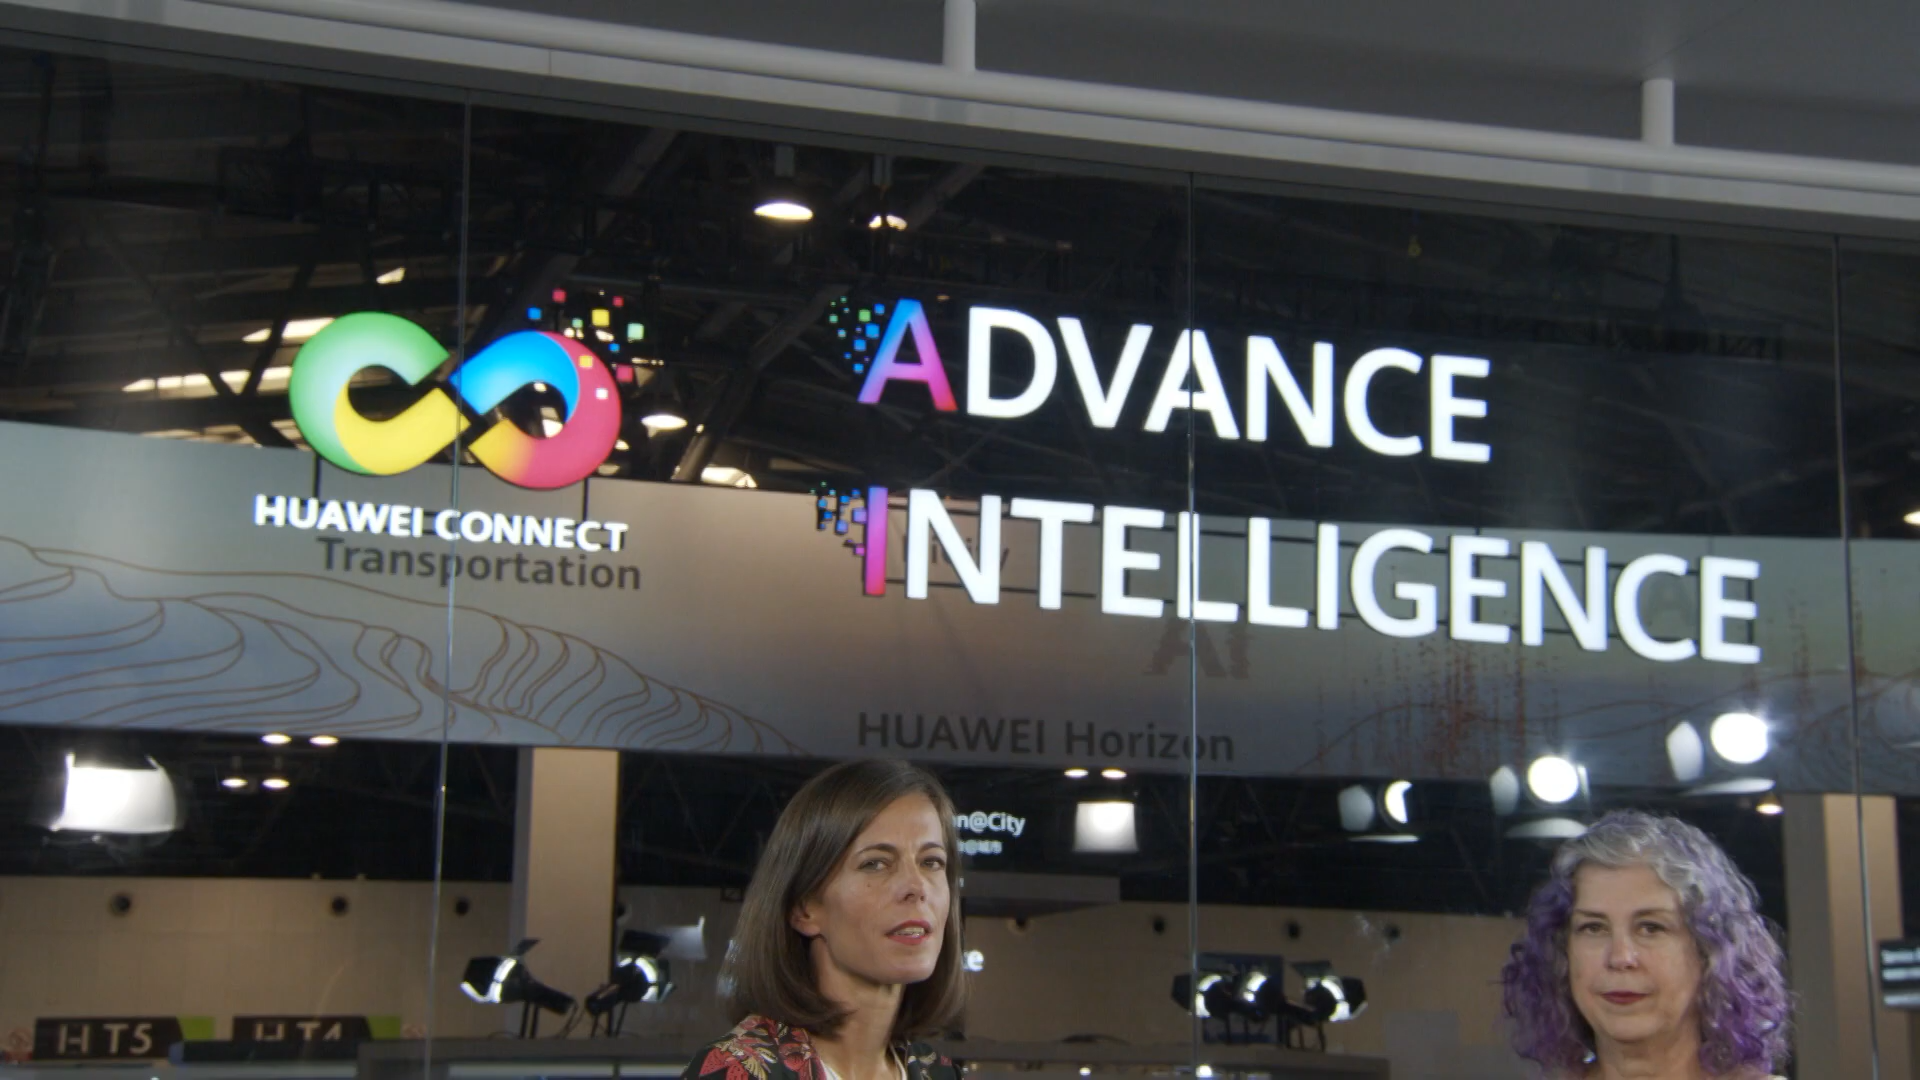 ADVANCE
INTELLIGENCE
HUAWEI CONNECT
Transportation
AI
HUAWEI Horizon
@City
HT5
HT4